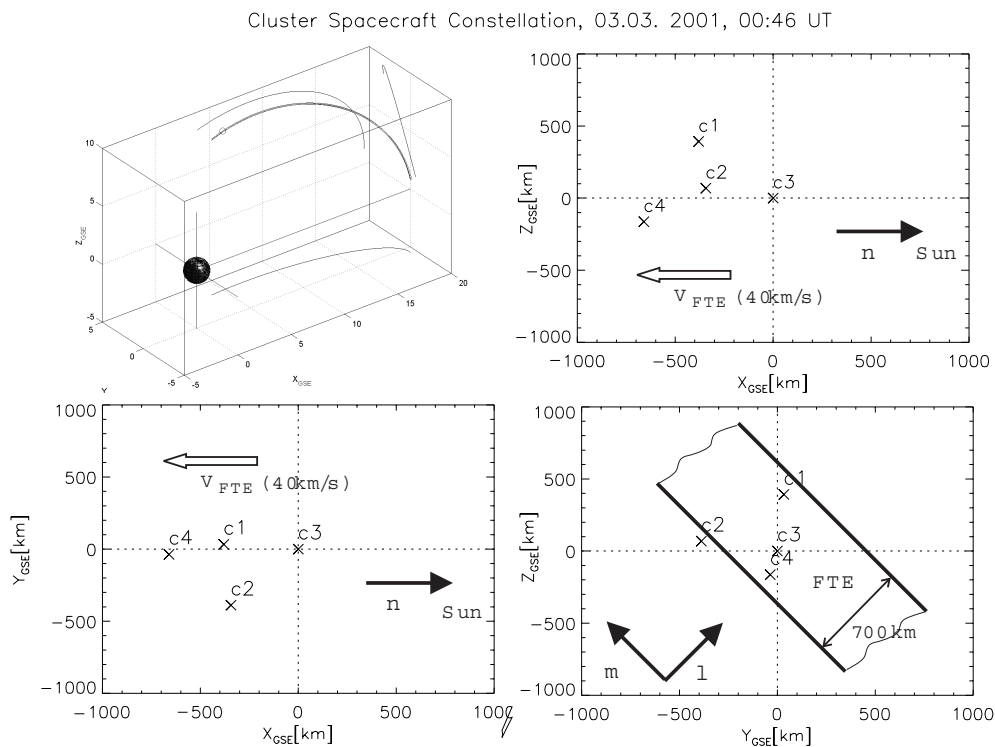 Cluster Spacecraft Constellation, 03.03. 2001, 00:46 UT
10
5
0
-5
Z_GSE
5
0
-5
Y
-5
0
5
10
15
20
X_GSE
1000
500
0
-500
-1000
Z_GSE[km]
c1
c2
c3
c4
n Sun
V_FTE (40km/s)
-1000 -500 0 500 1000
X_GSE[km]
1000
500
0
-500
-1000
Y_GSE[km]
V_FTE (40km/s)
c4 c1 c3
c2
n Sun
-1000 -500 0 500 1000
X_GSE[km]
1000
500
0
-500
-1000
Z_GSE[km]
c1
c2
c3
c4
FTE
700km
m l
-1000 -500 0 500 1000
Y_GSE[km]